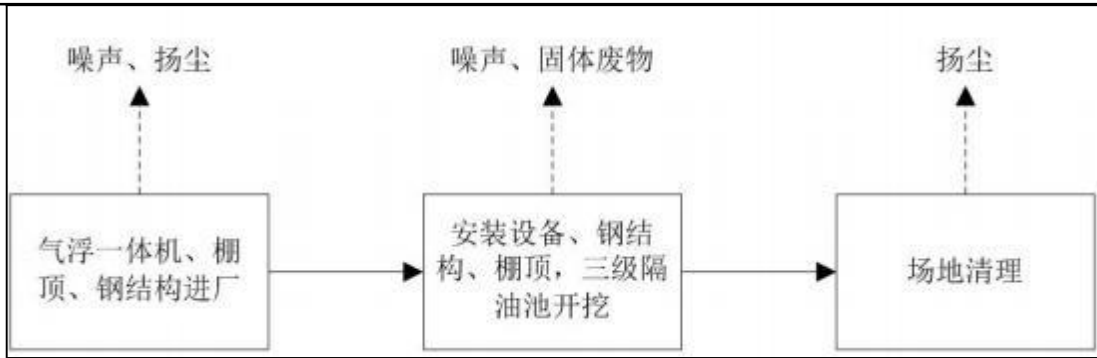 噪声、扬尘
噪声、固体废物
扬尘
气浮一体机、棚
顶、钢结构进厂
安装设备、钢结
构、棚顶，三级隔
油池开挖
场地清理